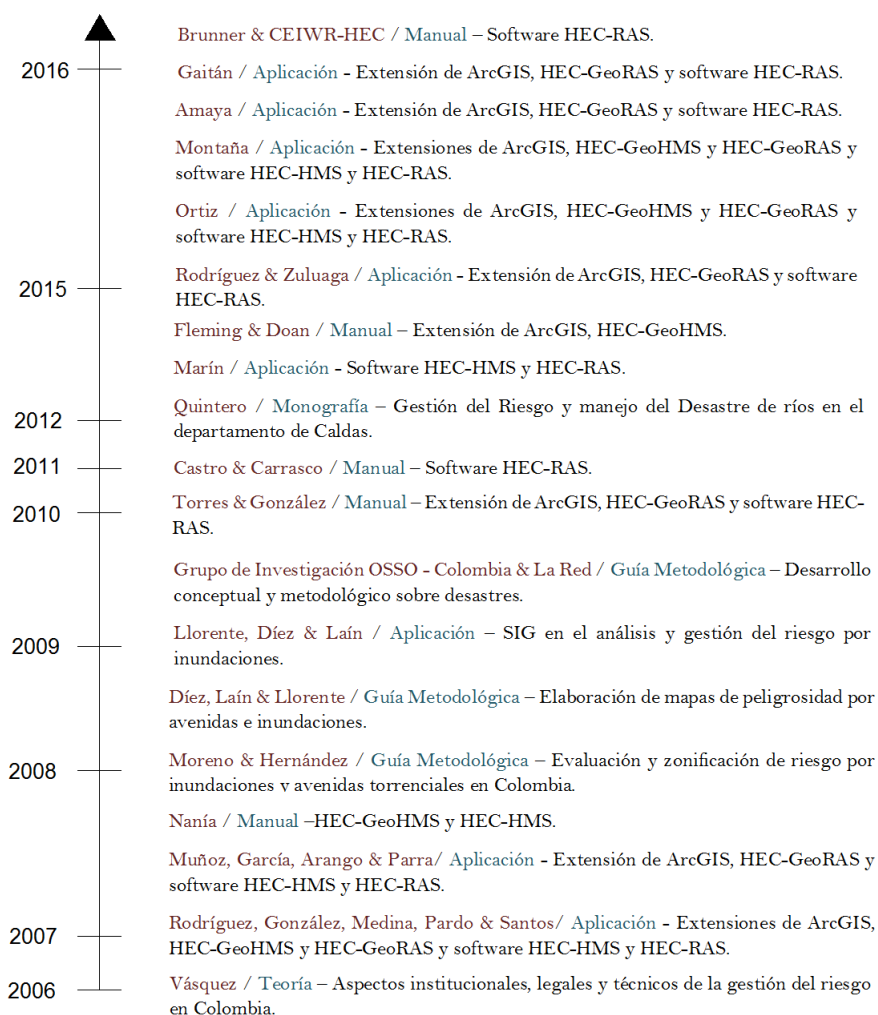 Brunner & CEIWR-HEC / Manual – Software HEC-RAS.
2016
Gaitán / Aplicación - Extensión de ArcGIS, HEC-GeoRAS y software HEC-RAS.
Amaya / Aplicación - Extensión de ArcGIS, HEC-GeoRAS y software HEC-RAS.
Montaña / Aplicación - Extensiones de ArcGIS, HEC-GeoHMS y HEC-GeoRAS y
software HEC-HMS y HEC-RAS.
Ortiz / Aplicación - Extensiones de ArcGIS, HEC-GeoHMS y HEC-GeoRAS y
software HEC-HMS y HEC-RAS.
2015
Rodríguez & Zuluaga / Aplicación - Extensión de ArcGIS, HEC-GeoRAS y software
HEC-RAS.
Fleming & Doan / Manual – Extensión de ArcGIS, HEC-GeoHMS.
Marín / Aplicación - Software HEC-HMS y HEC-RAS.
2012
Quintero / Monografía – Gestión del Riesgo y manejo del Desastre de ríos en el
departamento de Caldas.
2011
Castro & Carrasco / Manual – Software HEC-RAS.
2010
Torres & González / Manual – Extensión de ArcGIS, HEC-GeoRAS y software HEC-
RAS.
Grupo de Investigación OSSO - Colombia & La Red / Guía Metodológica – Desarrollo
conceptual y metodológico sobre desastres.
2009
Llorente, Díez & Laín / Aplicación – SIG en el análisis y gestión del riesgo por
inundaciones.
Díez, Laín & Llorente / Guía Metodológica – Elaboración de mapas de peligrosidad por
avenidas e inundaciones.
2008
Moreno & Hernández / Guía Metodológica – Evaluación y zonificación de riesgo por
inundaciones y avenidas torrenciales en Colombia.
Nanía / Manual –HEC-GeoHMS y HEC-HMS.
Muñoz, García, Arango & Parra/ Aplicación - Extensión de ArcGIS, HEC-GeoRAS y
software HEC-HMS y HEC-RAS.
2007
Rodríguez, González, Medina, Pardo & Santos/ Aplicación - Extensiones de ArcGIS,
HEC-GeoHMS y HEC-GeoRAS y software HEC-HMS y HEC-RAS.
2006
Vásquez / Teoría – Aspectos institucionales, legales y técnicos de la gestión del riesgo
en Colombia.